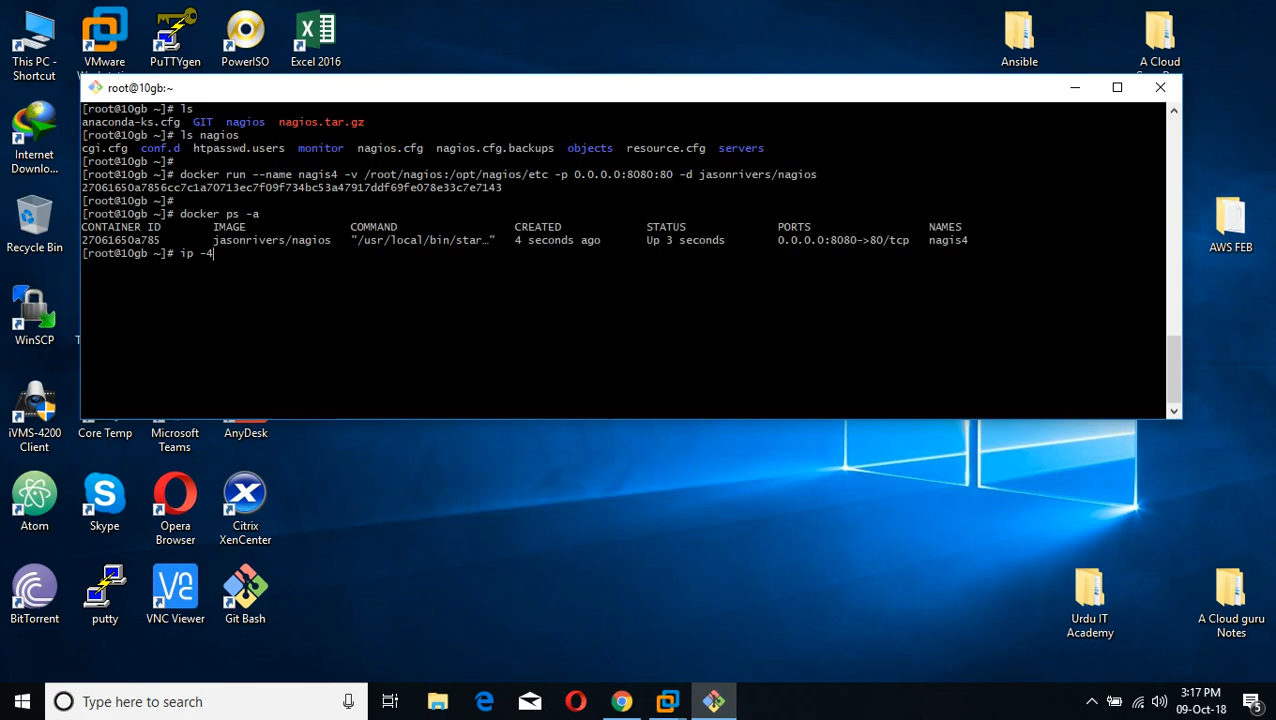 This PC -
Shortcut
VMware
PuTTYgen
PowerISO
Excel 2016
Ansible
A Cloud
root@10gb:~
[root@10gb ~]# ls
anaconda-ks.cfg GIT nagios nagios.tar.gz
[root@10gb ~]# ls nagios
cgi.cfg conf.d htpasswd.users monitor nagios.cfg nagios.cfg.backups objects resource.cfg servers
[root@10gb ~]#
[root@10gb ~]# docker run --name nagis4 -v /root/nagios:/opt/nagios/etc -p 0.0.0.0:8080:80 -d jasonrivers/nagios
27061650a7856cc7c1a70713ec7f09f734bc53a47917ddf69fe078e33c7e7143
[root@10gb ~]#
[root@10gb ~]# docker ps -a
CONTAINER ID IMAGE COMMAND CREATED STATUS PORTS NAMES
27061650a785 jasonrivers/nagios "/usr/local/bin/star…" 4 seconds ago Up 3 seconds 0.0.0.0:8080->80/tcp nagis4
[root@10gb ~]# ip -4
Internet
Downlo...
Recycle Bin
AWS FEB
WinSCP
iVMS-4200
Client
Core Temp
Microsoft
Teams
AnyDesk
Atom
Skype
Opera
Browser
Citrix
XenCenter
BitTorrent
putty
VNC Viewer
Git Bash
Urdu IT
Academy
A Cloud guru
Notes
Type here to search
3:17 PM
09-Oct-18
5